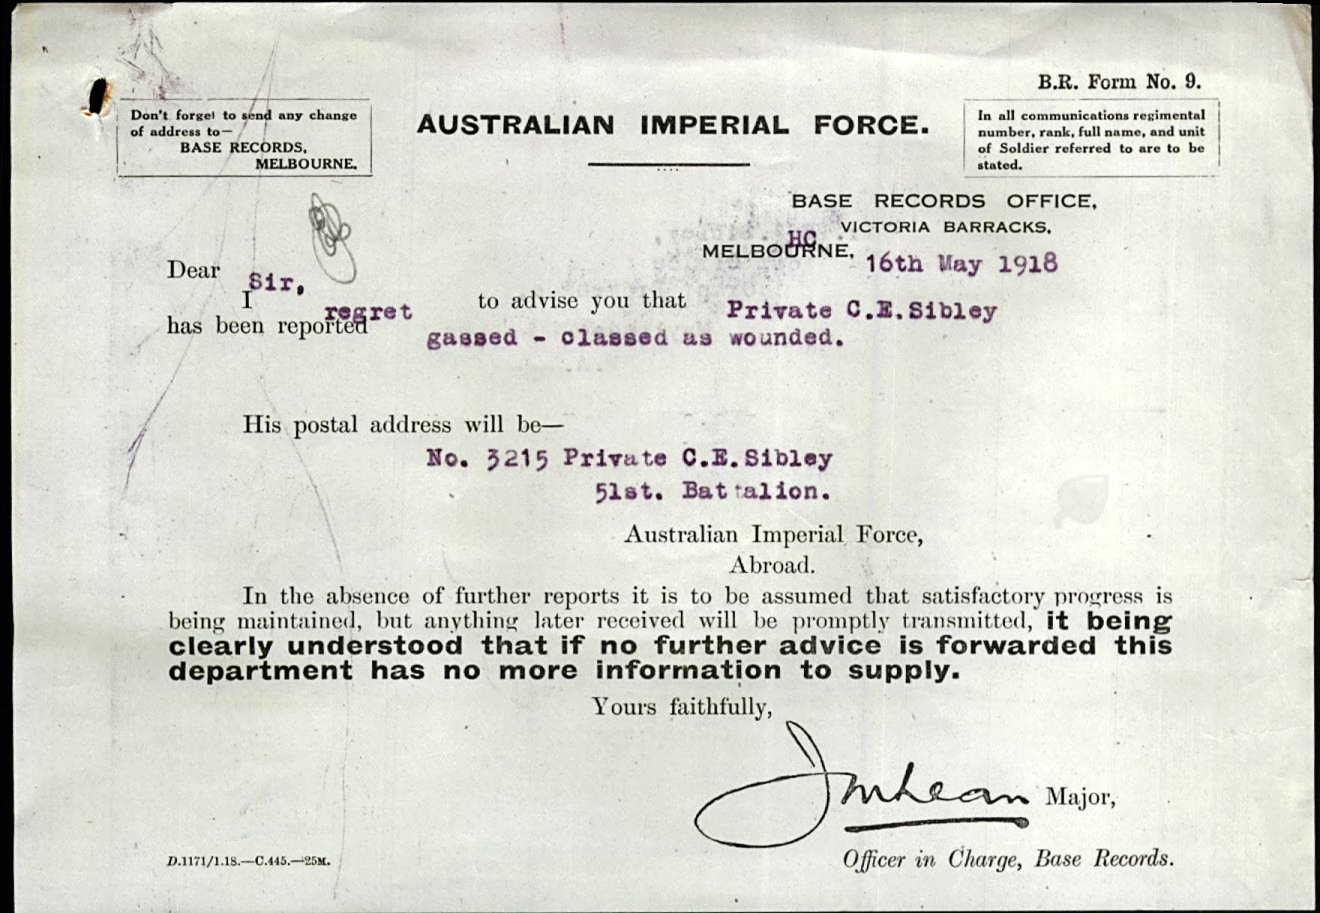 B.R. Form No. 9.
Don't forget to send any change
of address to—
BASE RECORDS,
MELBOURNE.
AUSTRALIAN IMPERIAL FORCE.
In all communications regimental
number, rank, full name, and unit
of Soldier referred to are to be
stated.
BASE RECORDS OFFICE,
VICTORIA BARRACKS,
HC
MELBOURNE, 16th May 1918
Dear Sir,
I regret to advise you that Private C.E.Sibley
has been reported gassed - classed as wounded.
His postal address will be—
No. 3215 Private C.E.Sibley
51st. Battalion.
Australian Imperial Force,
Abroad.
In the absence of further reports it is to be assumed that satisfactory progress is
being maintained, but anything later received will be promptly transmitted, it being
clearly understood that if no further advice is forwarded this
department has no more information to supply.
Yours faithfully,
JMLean Major,
Officer in Charge, Base Records.
D.1171/1.18.—C.445.—25M.